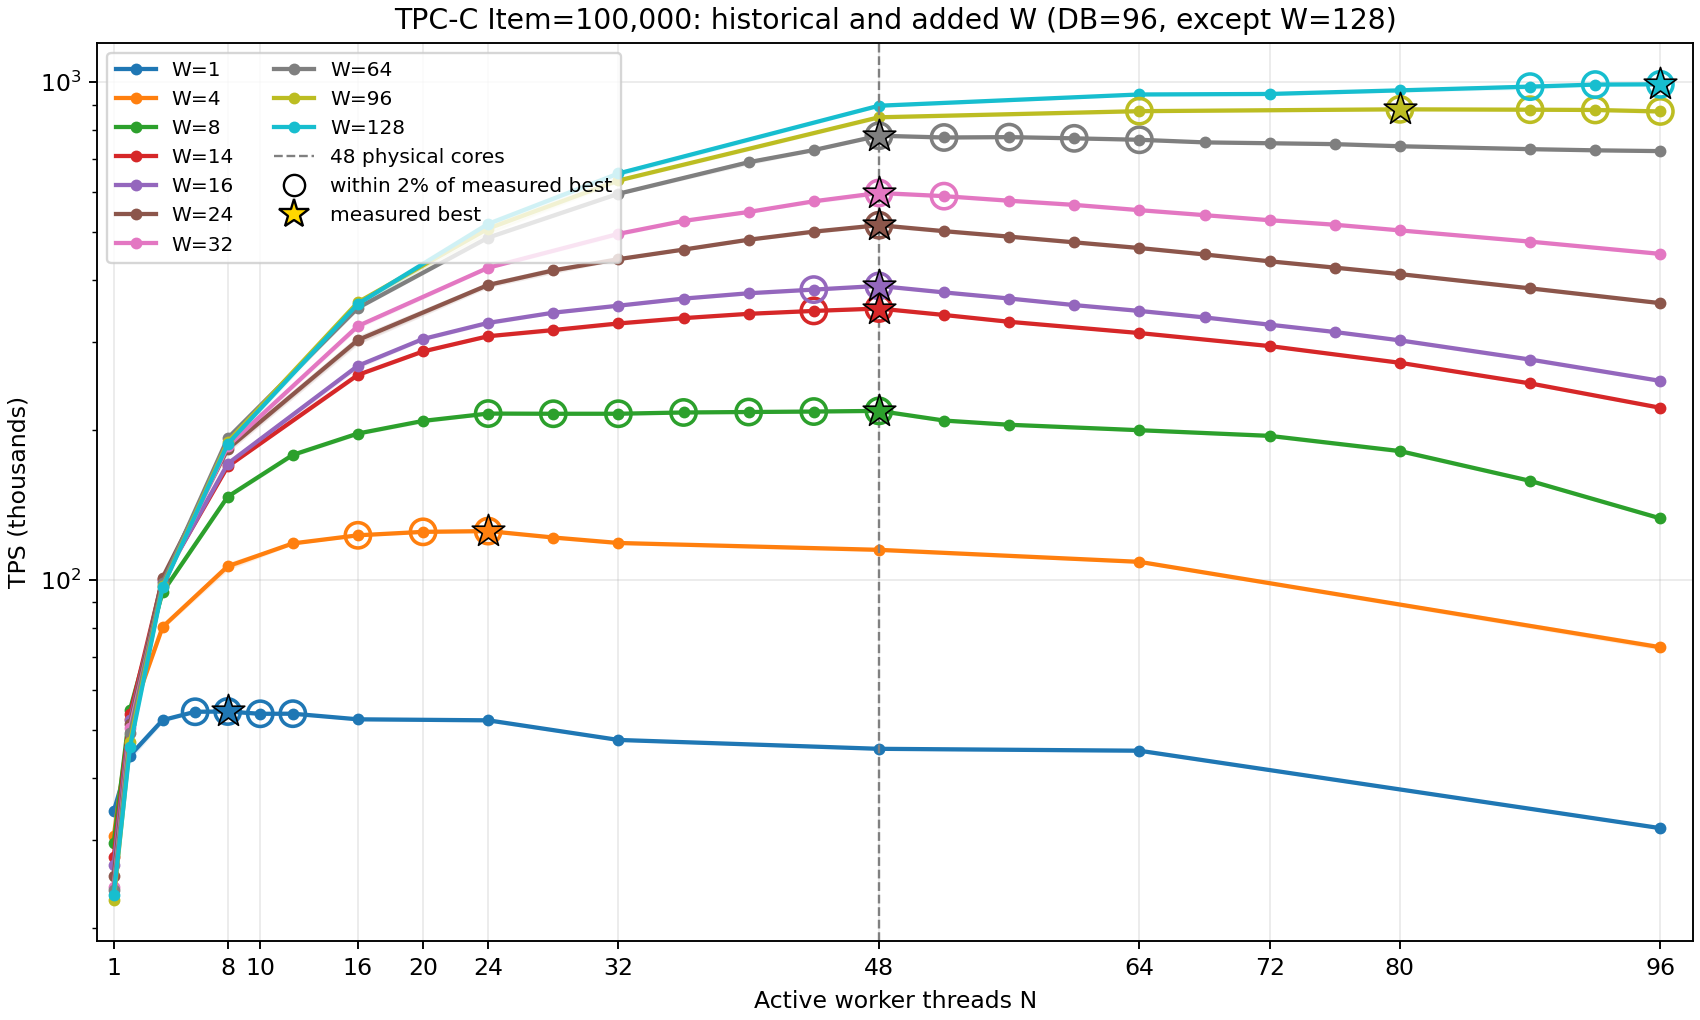 TPC-C Item=100,000: historical and added W (DB=96, except W=128)
W=1
W=4
W=8
W=14
W=16
W=24
W=32
W=64
W=96
W=128
48 physical cores
within 2% of measured best
measured best
TPS (thousands)
10³
10²
1 8 10 16 20 24 32 48 64 72 80 96
Active worker threads N